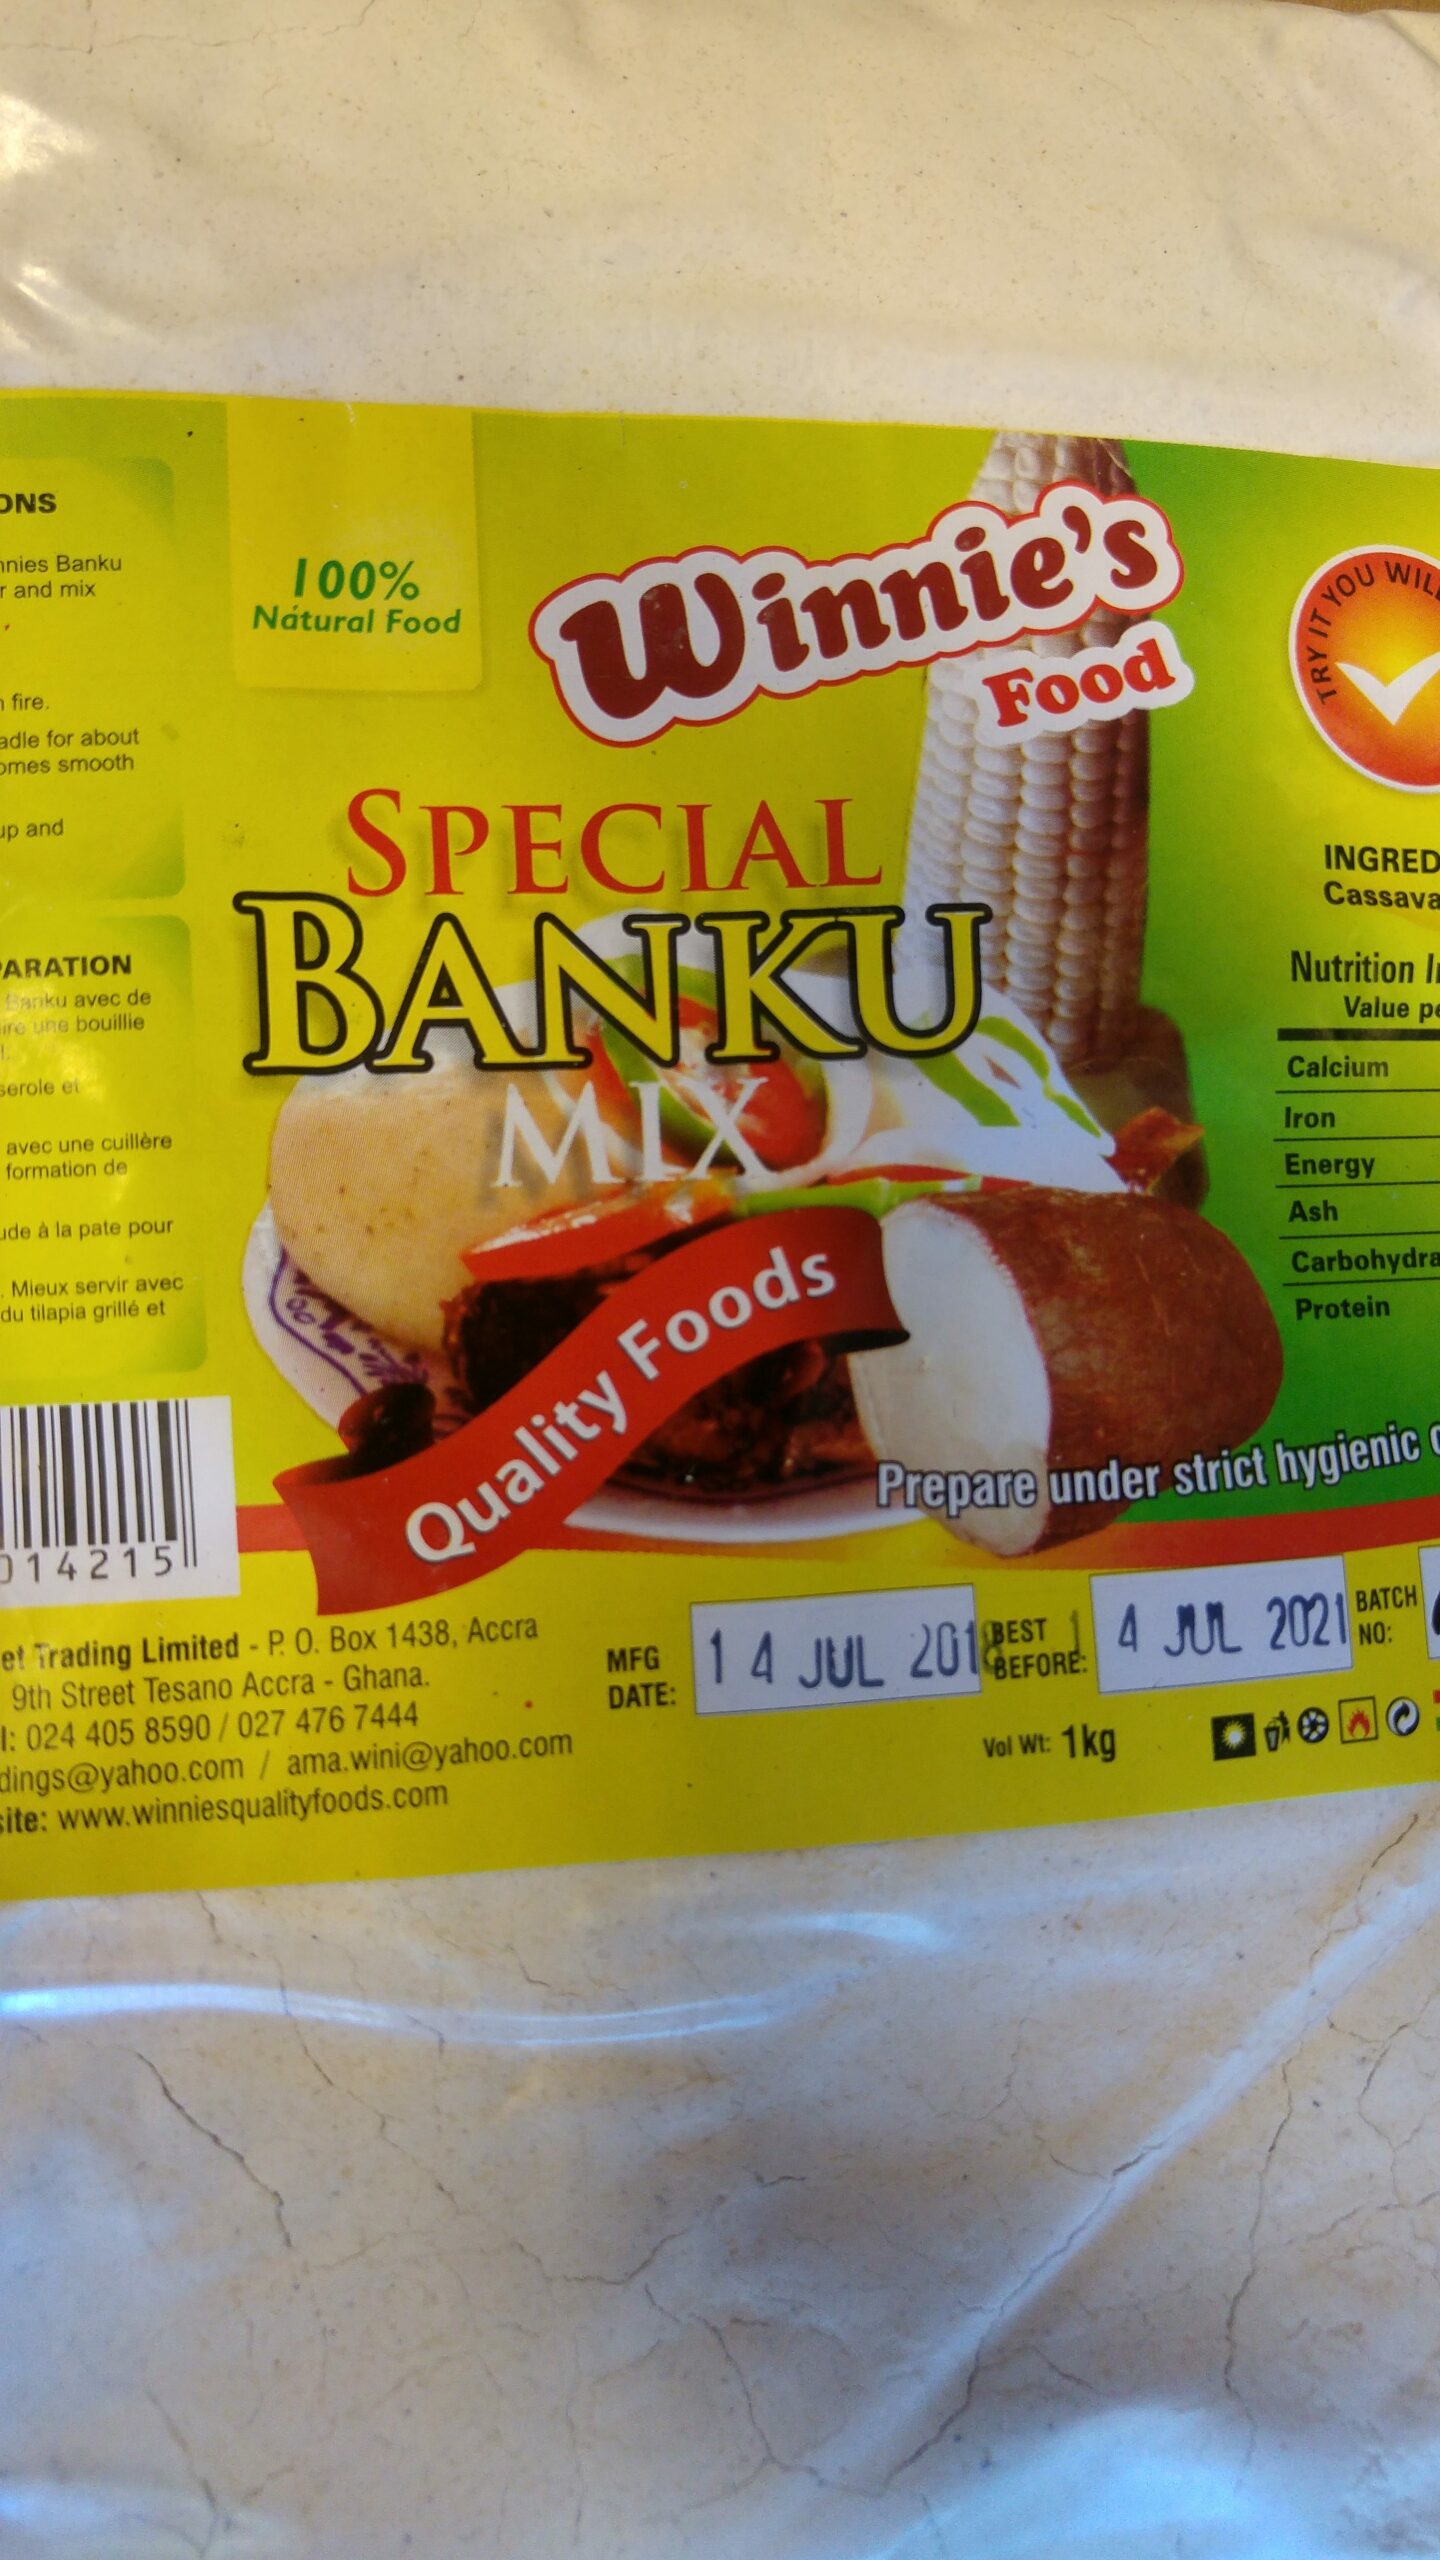 ONS
nnies Banku
r and mix
n fire.
adle for about
omes smooth
up and
PARATION
Banku avec de
ire une bouillie
serole et
avec une cuillère
formation de
ude à la pate pour
. Mieux servir avec
du tilapia grillé et
014215
100%
Natural Food
Winnie's
Food
SPECIAL
BANKU
MIX
Quality Foods
TRY IT YOU WILL
INGRED
Cassava
Nutrition I
Value pe
Calcium
Iron
Energy
Ash
Carbohydra
Protein
Prepare under strict hygienic
et Trading Limited - P. O. Box 1438, Accra
9th Street Tesano Accra - Ghana.
l: 024 405 8590 / 027 476 7444
dings@yahoo.com / ama.wini@yahoo.com
site: www.winniesqualityfoods.com
MFG
DATE:
14 JUL 2018
BEST
BEFORE:
14 JUL 2021
BATCH
NO:
Vol Wt: 1kg